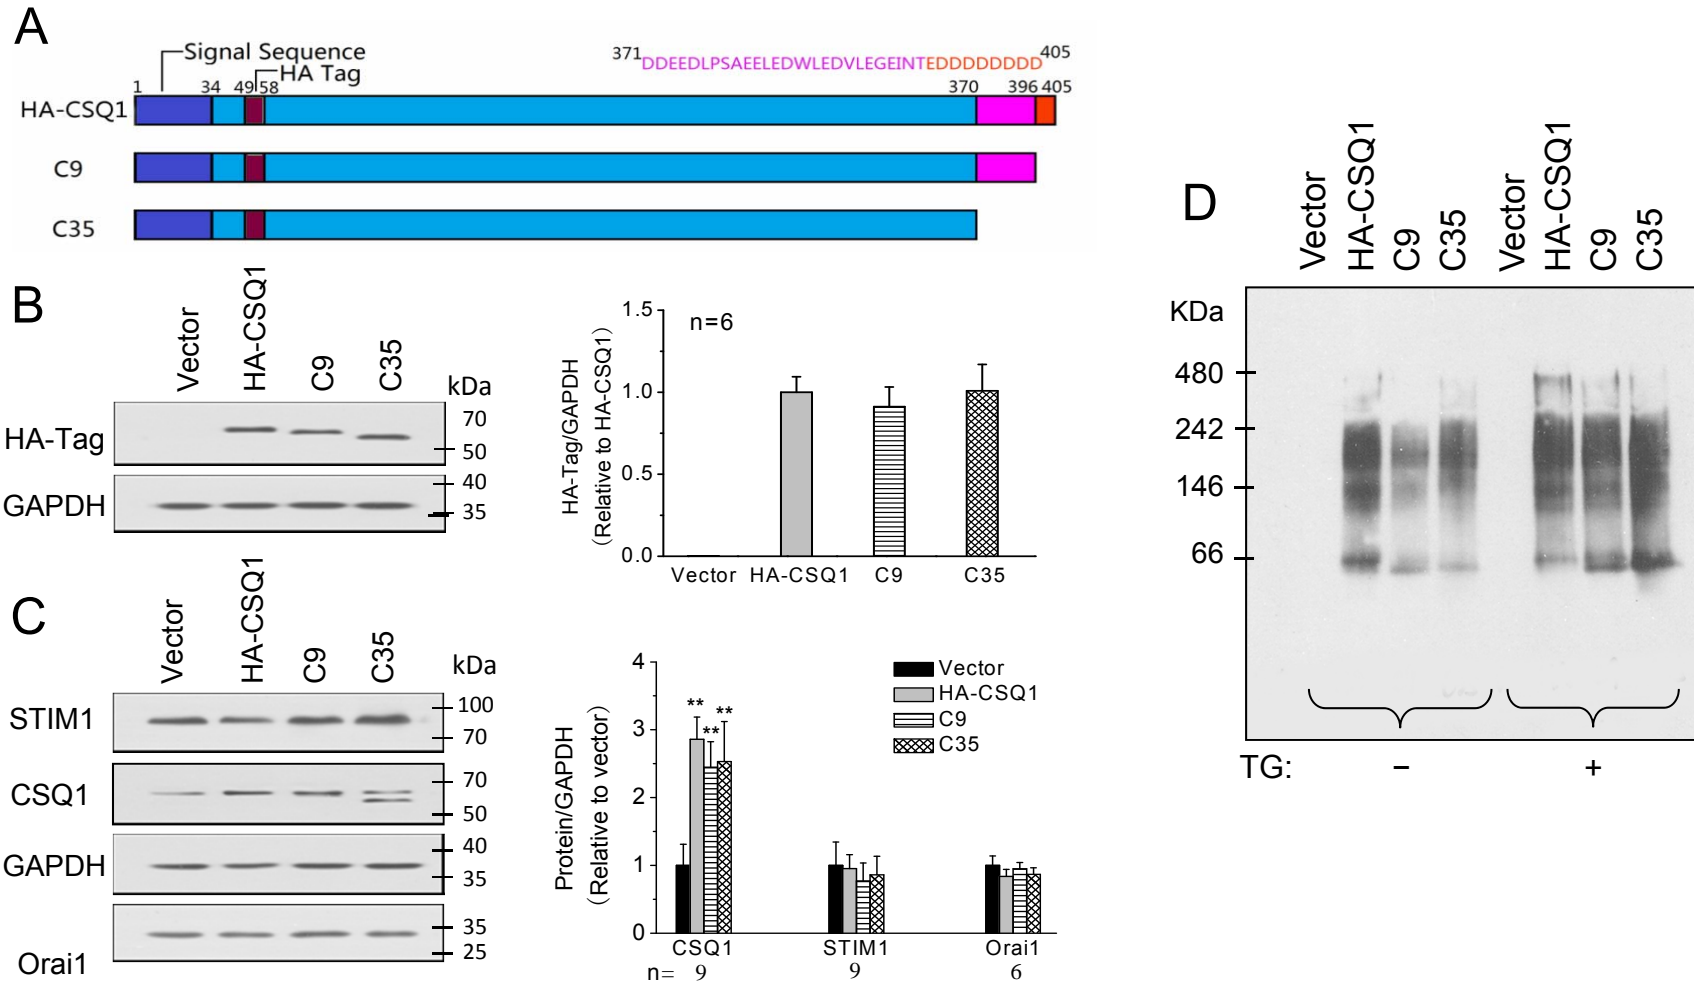 A
Signal Sequence
HA Tag
371 DDEEDLPSAEELEDWLEDVLEGEINTEDDDDDDDD 405
1 34 49 58 370 396 405
HA-CSQ1
C9
C35
B
Vector HA-CSQ1 C9 C35
kDa
HA-Tag
70
50
GAPDH
40
35
HA-Tag/GAPDH
(Relative to HA-CSQ1)
n=6
1.5
1.0
0.5
0.0
Vector HA-CSQ1 C9 C35
C
Vector HA-CSQ1 C9 C35
kDa
STIM1
100
70
CSQ1
70
50
GAPDH
40
35
Orai1
35
25
Protein/GAPDH
(Relative to vector)
4
3
2
1
0
** ** **
Vector
HA-CSQ1
C9
C35
CSQ1 STIM1 Orai1
n= 9 9 6
D
Vector HA-CSQ1 C9 C35 Vector HA-CSQ1 C9 C35
KDa
480
242
146
66
TG: − +